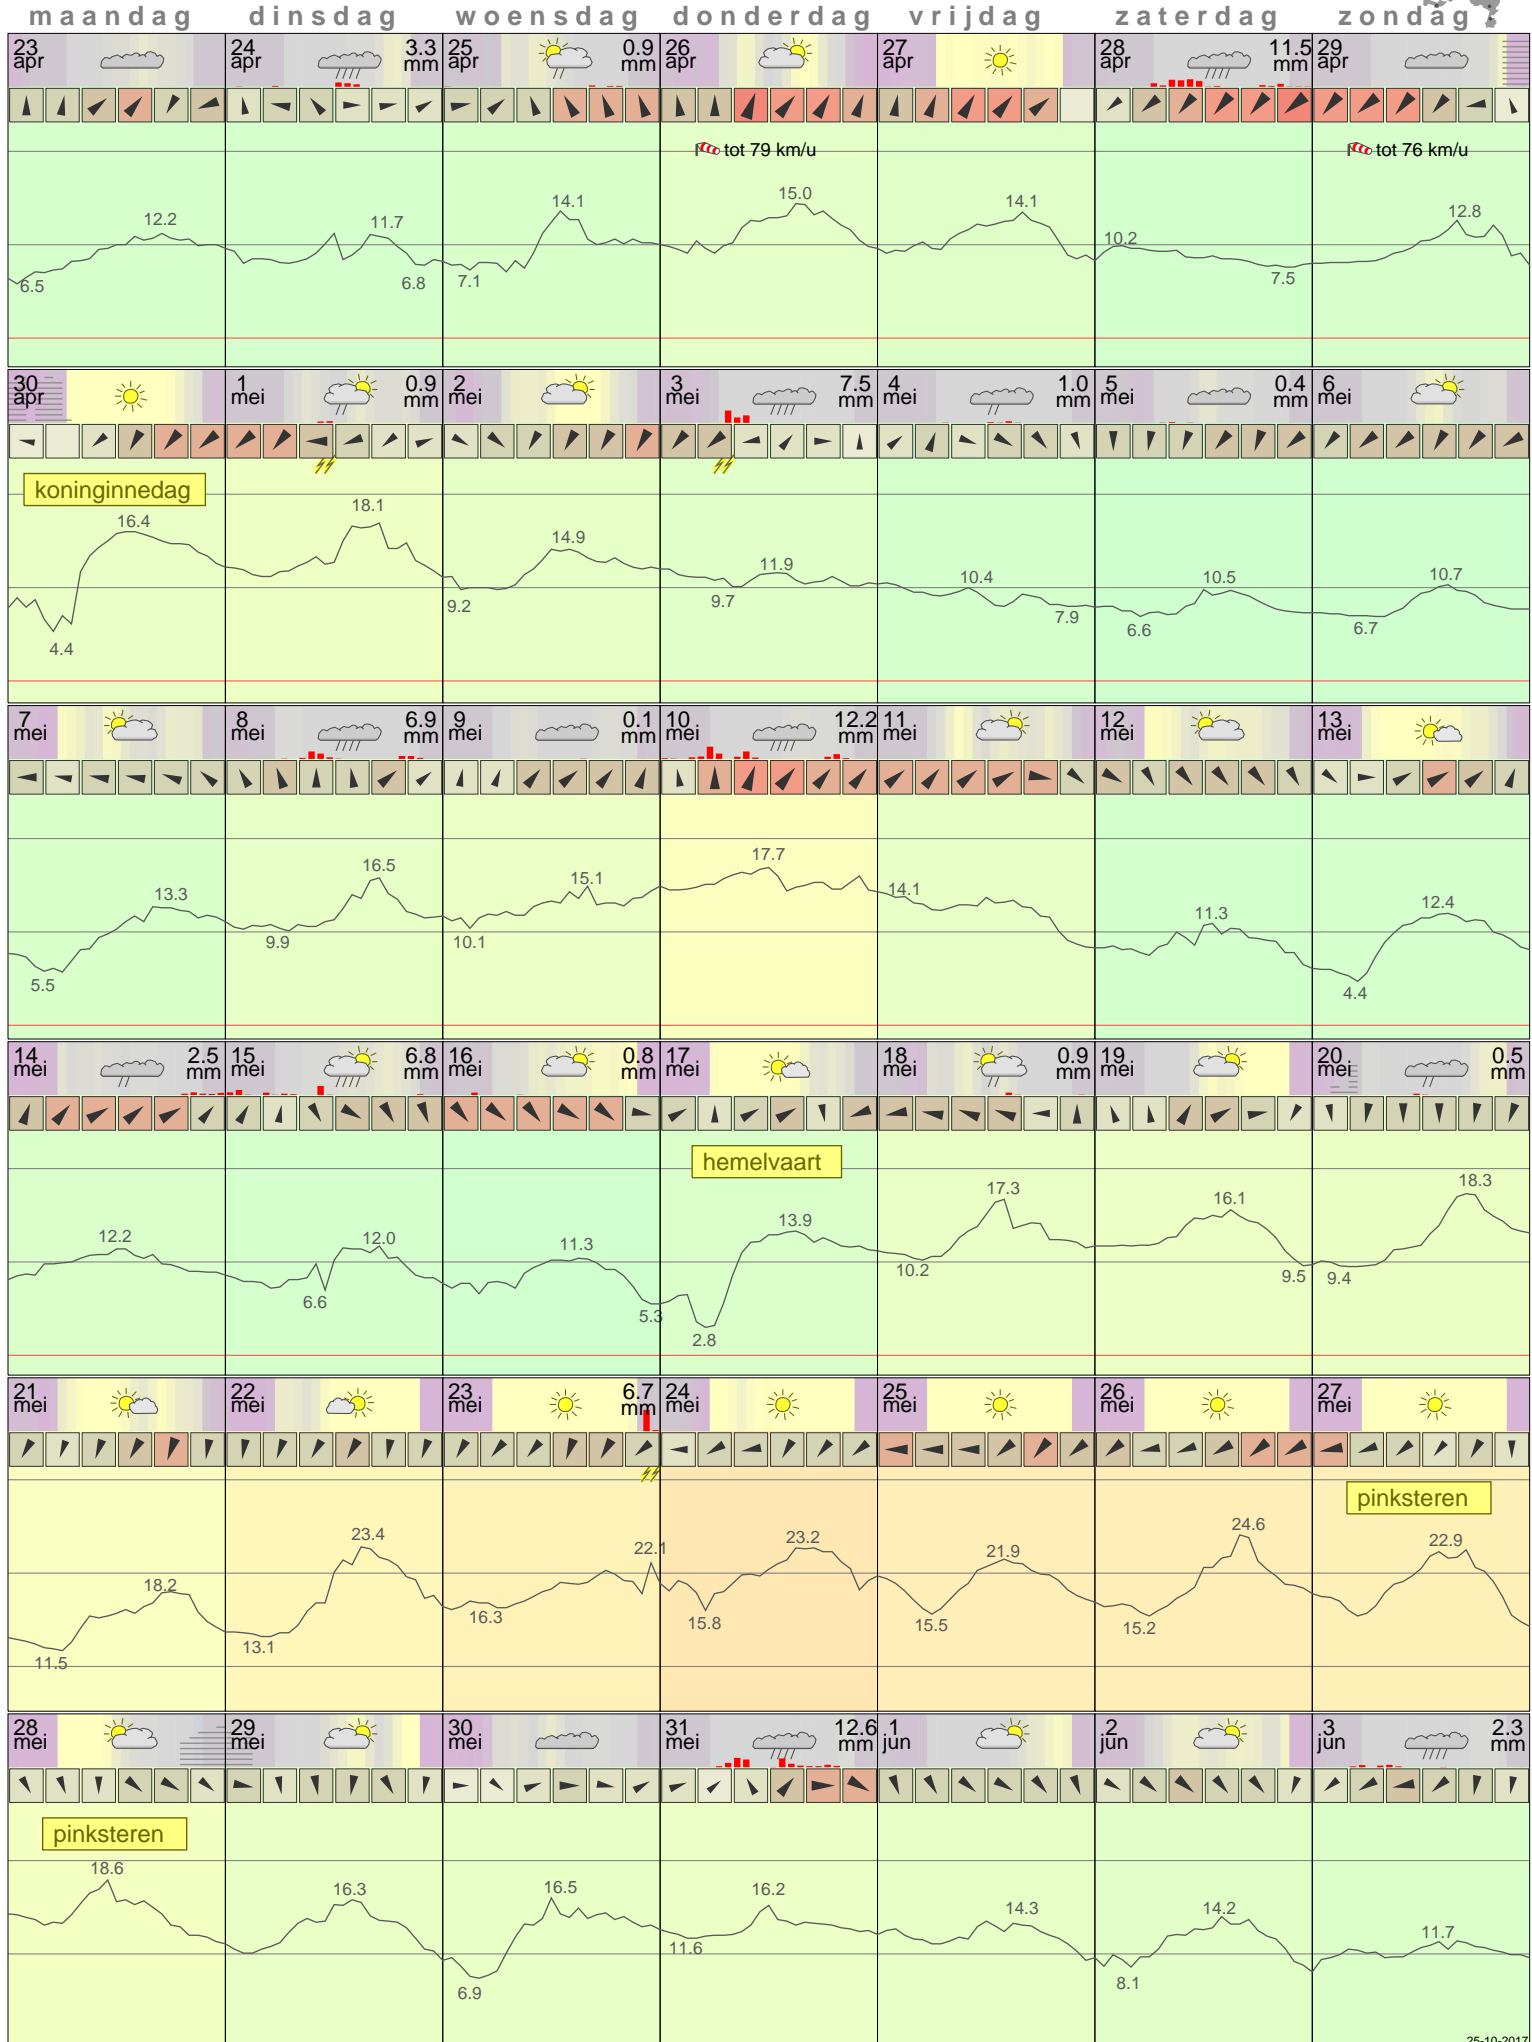 maandag dinsdag woensdag donderdag vrijdag zaterdag zondag
23 24 3.3 25 0.9 26 27 28 11.5 29
apr apr mm apr mm apr apr apr mm apr
tot 79 km/u tot 76 km/u
12.2 11.7 14.1 15.0 14.1 10.2 12.8
6.5 6.8 7.1 7.5
30 1 0.9 2 3 7.5 4 1.0 5 0.4 6
apr mei mm mei mei mm mei mm mei mm mei
koninginnedag
16.4 18.1 14.9 11.9 10.4 10.5 10.7
4.4 9.2 9.7 7.9 6.6 6.7
7 8 6.9 9 0.1 10 12.2 11 12 13
mei mei mm mei mm mei mm mei mei mei
13.3 16.5 15.1 17.7 14.1 11.3 12.4
5.5 9.9 10.1 4.4
14 2.5 15 6.8 16 0.8 17 18 0.9 19 20 0.5
mei mm mei mm mei mm mei mei mm mei mei mm
hemelvaart
12.2 12.0 11.3 13.9 17.3 16.1 18.3
6.6 5.3 2.8 10.2 9.5 9.4
21 22 23 6.7 24 25 26 27
mei mei mei mm mei mei mei mei
pinksteren
18.2 23.4 22.1 23.2 21.9 24.6 22.9
11.5 13.1 16.3 15.8 15.5 15.2
28 29 30 31 12.6 1 2 3 2.3
mei mei mei mei mm jun jun jun mm
pinksteren
18.6 16.3 16.5 16.2 14.3 14.2 11.7
6.9 11.6 8.1
25-10-2017